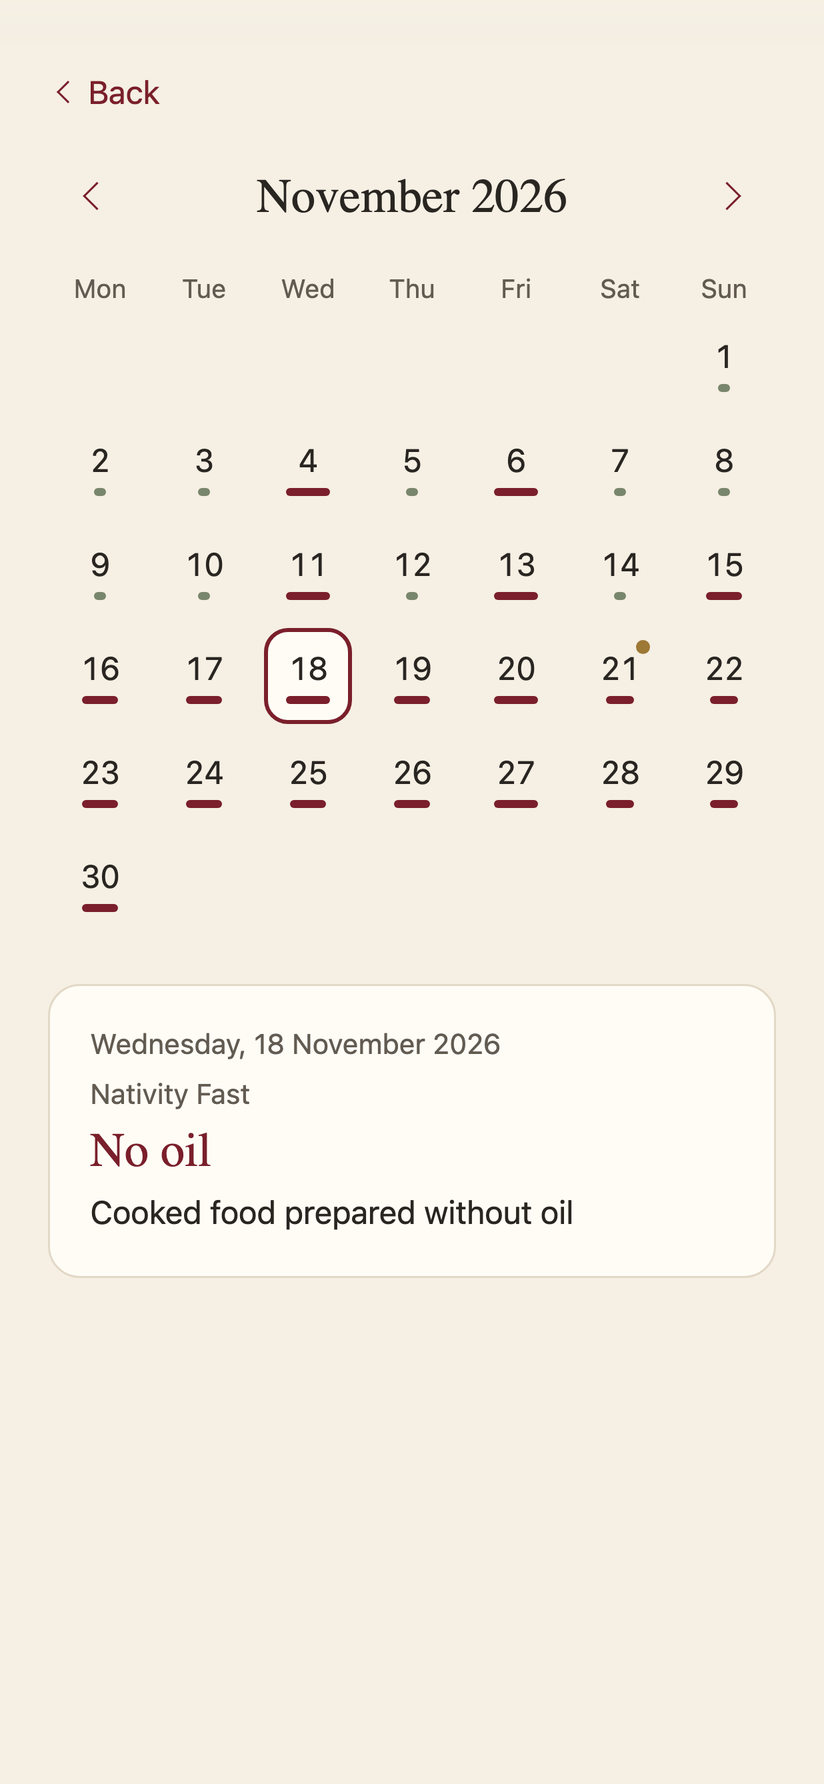 Back
November 2026
Mon Tue Wed Thu Fri Sat Sun
1
2 3 4 5 6 7 8
9 10 11 12 13 14 15
16 17 18 19 20 21 22
23 24 25 26 27 28 29
30
Wednesday, 18 November 2026
Nativity Fast
No oil
Cooked food prepared without oil